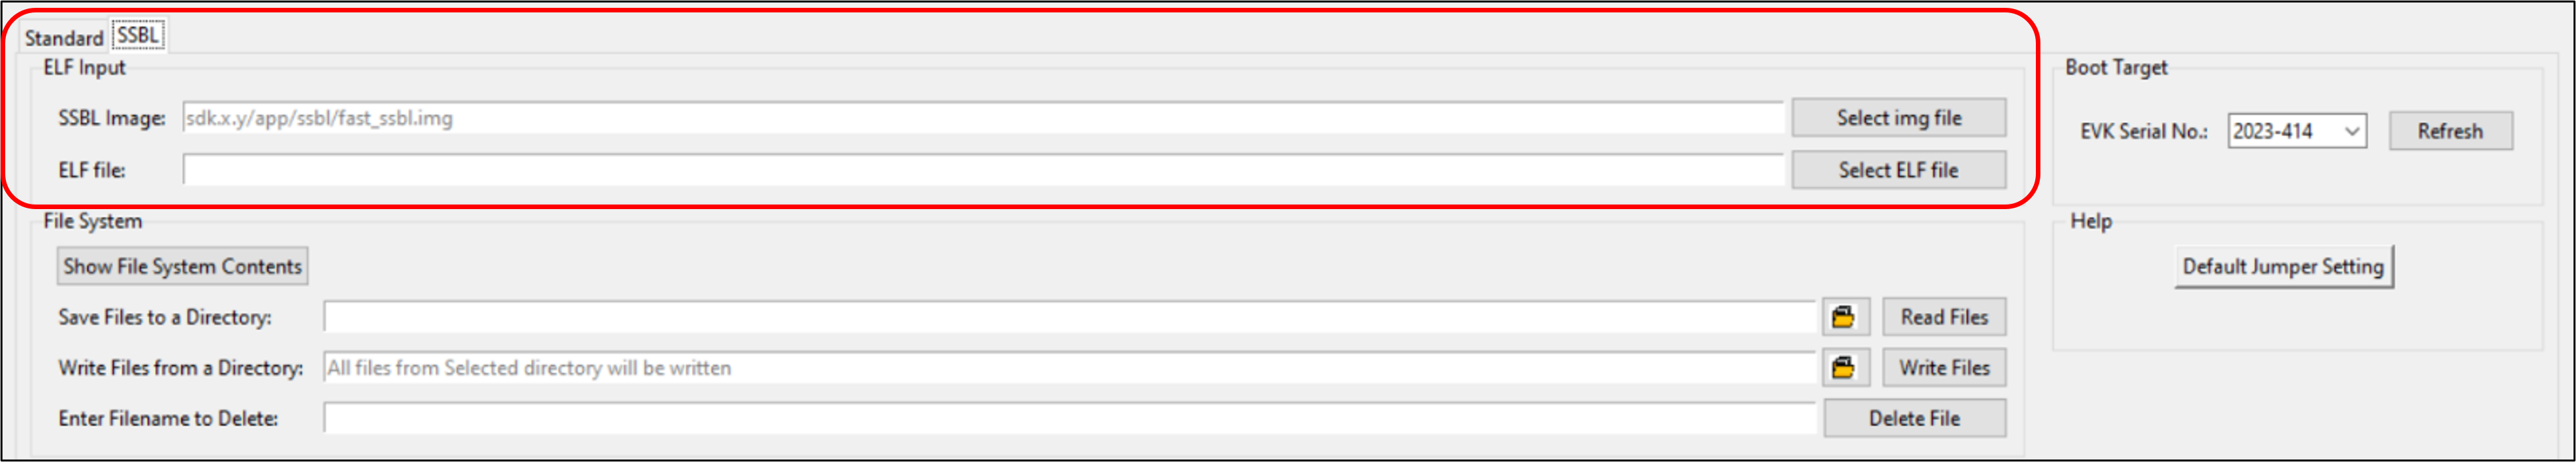 Standard SSBL
ELF Input
SSBL Image: sdk.x.y/app/ssbl/fast_ssbl.img Select img file
ELF file: Select ELF file
Boot Target
EVK Serial No.: 2023-414 Refresh
File System
Show File System Contents
Save Files to a Directory: Read Files
Write Files from a Directory: All files from Selected directory will be written Write Files
Enter Filename to Delete: Delete File
Help
Default Jumper Setting